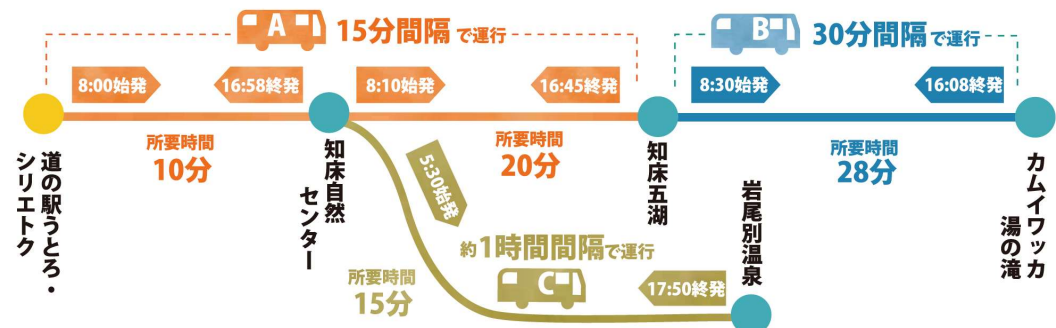 A 15分間隔で運行
B 30分間隔で運行
8:00始発
16:58終発
8:10始発
16:45終発
8:30始発
16:08終発
所要時間
10分
所要時間
20分
所要時間
28分
道の駅うとろ・
シリエトク
知床自然
センター
知床五湖
岩尾別温泉
カムイワッカ
湯の滝
5:30始発
約1時間間隔で運行
C
所要時間
15分
17:50終発